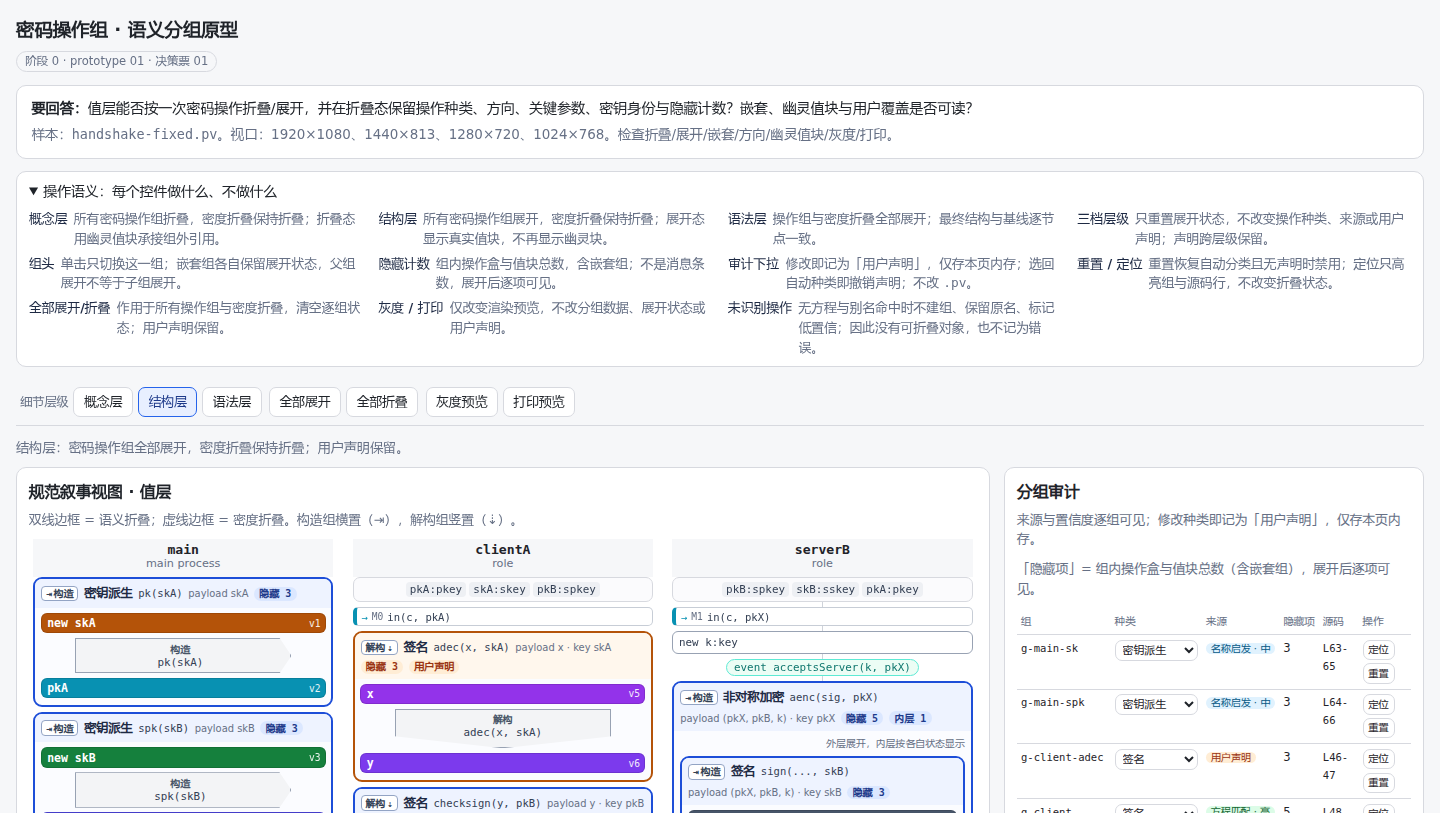 密码操作组 · 语义分组原型
阶段 0 · prototype 01 · 决策票 01
要回答：值层能否按一次密码操作折叠/展开，并在折叠态保留操作种类、方向、关键参数、密钥身份与隐藏计数？嵌套、幽灵值块与用户覆盖是否可读？
样本：handshake-fixed.pv。视口：1920×1080、1440×813、1280×720、1024×768。检查折叠/展开/嵌套/方向/幽灵值块/灰度/打印。
▼ 操作语义：每个控件做什么、不做什么
概念层 所有密码操作组折叠，密度折叠保持折叠；折叠态
用幽灵值块承接组外引用。
结构层 所有密码操作组展开，密度折叠保持折叠；展开态
显示真实值块，不再显示幽灵块。
语法层 操作组与密度折叠全部展开；最终结构与基线逐节
点一致。
三档层级 只重置展开状态，不改变操作种类、来源或用户
声明；声明跨层级保留。
组头 单击只切换这一组；嵌套组各自保留展开状态，父组
展开不等于子组展开。
隐藏计数 组内操作盒与值块总数，含嵌套组；不是消息条
数，展开后逐项可见。
审计下拉 修改即记为「用户声明」，仅存本页内存；选回
自动种类即撤销声明；不改 .pv。
重置 / 定位 重置恢复自动分类且无声明时禁用；定位只高
亮组与源码行，不改变折叠状态。
全部展开/折叠 作用于所有操作组与密度折叠，清空逐组状
态；用户声明保留。
灰度 / 打印 仅改变渲染预览，不改分组数据、展开状态或
用户声明。
未识别操作 无方程与别名命中时不建组、保留原名、标记
低置信；因此没有可折叠对象，也不记为错
误。
细节层级 概念层 结构层 语法层 全部展开 全部折叠 灰度预览 打印预览
结构层：密码操作组全部展开，密度折叠保持折叠；用户声明保留。
规范叙事视图 · 值层
双线边框 = 语义折叠；虚线边框 = 密度折叠。构造组横置（⇥），解构组竖置（⇣）。
main
main process
⇥构造 密钥派生 pk(skA) payload skA 隐藏 3
new skA v1
构造
pk(skA)
pkA v2
⇥构造 密钥派生 spk(skB) payload skB 隐藏 3
new skB v3
构造
spk(skB)
clientA
role
pkA:pkey skA:skey pkB:spkey
→ M0 in(c, pkA)
解构⇣ 签名 adec(x, skA) payload x · key skA
隐藏 3 用户声明
x v5
解构
adec(x, skA)
y v6
解构⇣ 签名 checksign(y, pkB) payload y · key pkB
serverB
role
pkB:spkey skB:sskey pkA:pkey
→ M1 in(c, pkX)
new k:key
event acceptsServer(k, pkX)
⇥构造 非对称加密 aenc(sig, pkX)
payload (pkX, pkB, k) · key pkX 隐藏 5 内层 1
外层展开，内层按各自状态显示
⇥构造 签名 sign(..., skB)
payload (pkX, pkB, k) · key skB 隐藏 3
分组审计
来源与置信度逐组可见；修改种类即记为「用户声明」，仅存本页内
存。
「隐藏项」= 组内操作盒与值块总数（含嵌套组），展开后逐项可
见。
组 种类 来源 隐藏项 源码 操作
g-main-sk 密钥派生 名称启发 · 中 3 L63-
65 定位
重置
g-main-spk 密钥派生 名称启发 · 中 3 L64-
66 定位
重置
g-client-adec 签名 用户声明 3 L46-
47 定位
重置
g-client- 签名 方程匹配 · 高 5 L48- 定位